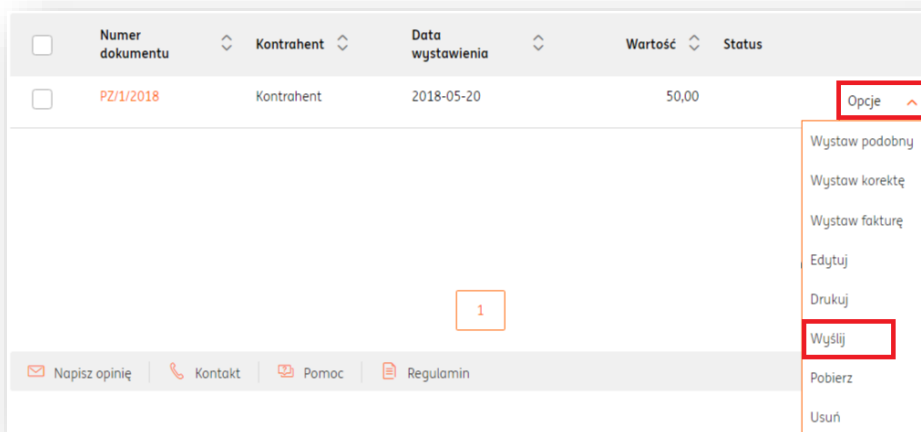 Numer dokumentu Kontrahent Data wystawienia Wartość Status
PZ/1/2018 Kontrahent 2018-05-20 50,00 Opcje
Wystaw podobny
Wystaw korektę
Wystaw fakturę
Edytuj
Drukuj
1
Wyślij
Napisz opinię Kontakt Pomoc Regulamin
Pobierz
Usuń